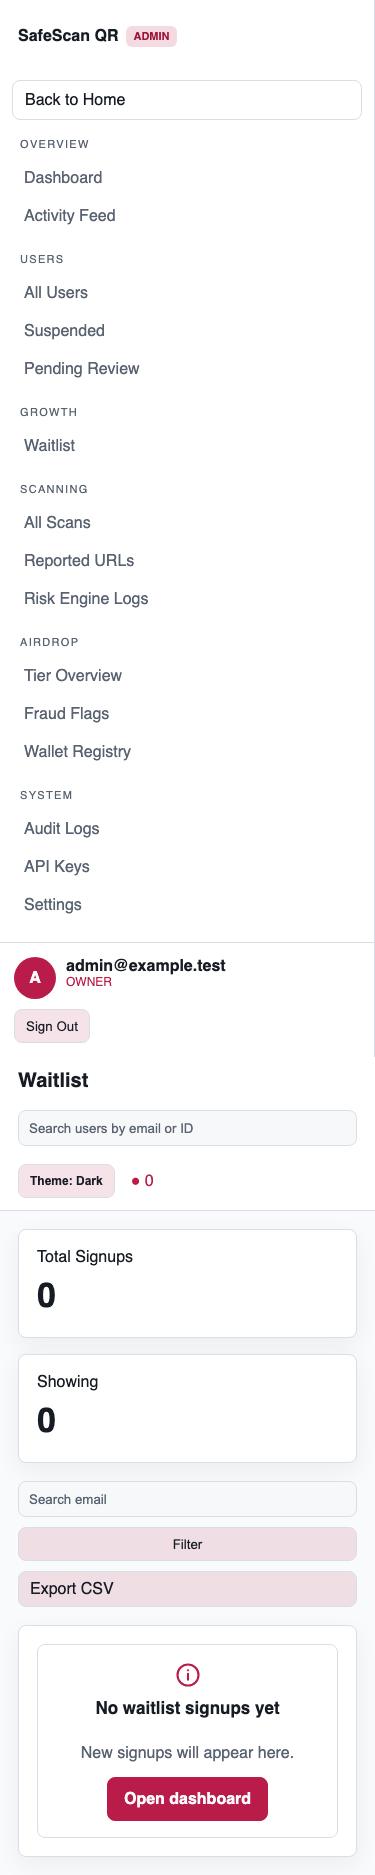 SafeScan QR ADMIN
Back to Home
OVERVIEW
Dashboard
Activity Feed
USERS
All Users
Suspended
Pending Review
GROWTH
Waitlist
SCANNING
All Scans
Reported URLs
Risk Engine Logs
AIRDROP
Tier Overview
Fraud Flags
Wallet Registry
SYSTEM
Audit Logs
API Keys
Settings
A
admin@example.test
OWNER
Sign Out
Waitlist
Search users by email or ID
Theme: Dark 0
Total Signups
0
Showing
0
Search email
Filter
Export CSV
No waitlist signups yet
New signups will appear here.
Open dashboard